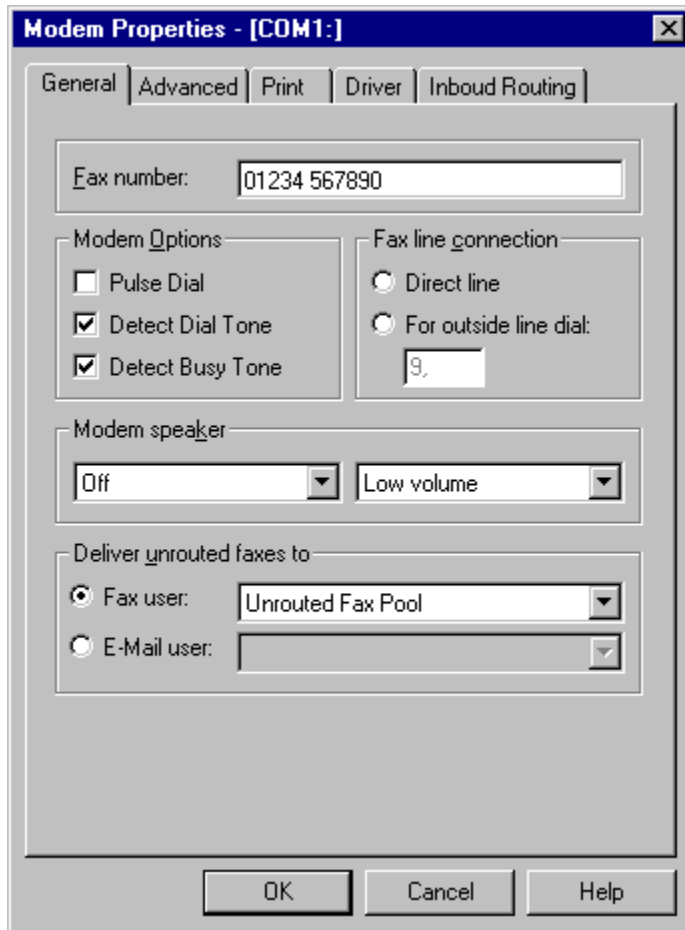 Modem Properties - [COM1:]
General Advanced Print Driver Inboud Routing
Fax number: 01234 567890
Modem Options
Pulse Dial
Detect Dial Tone
Detect Busy Tone
Fax line connection
Direct line
For outside line dial:
9,
Modem speaker
Off Low volume
Deliver unrouted faxes to
Fax user: Unrouted Fax Pool
E-Mail user:
OK Cancel Help